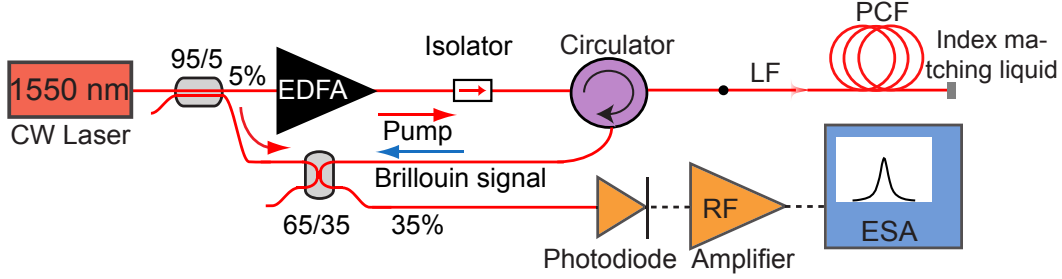 PCF
95/5
Isolator
Circulator
Index ma-
tching liquid
1550 nm
5%
EDFA
LF
CW Laser
Pump
Brillouin signal
65/35
35%
RF
ESA
Photodiode
Amplifier